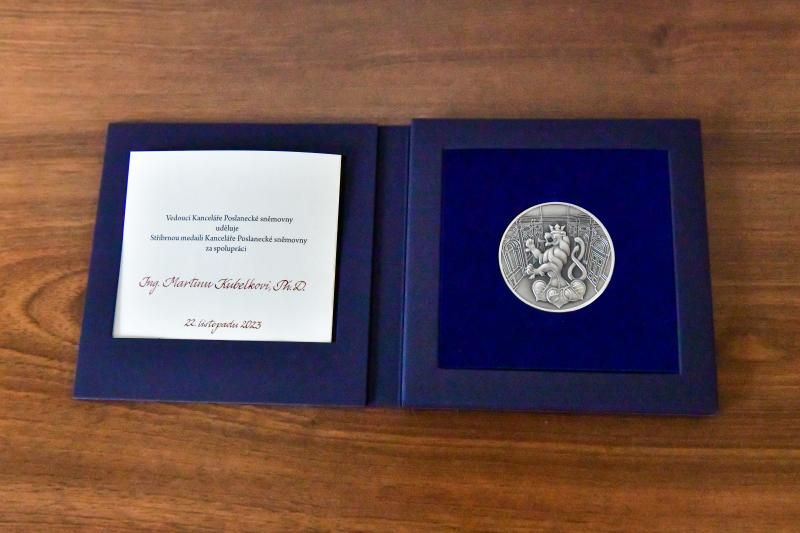 Vedoucí Kanceláře Poslanecké sněmovny
uděluje
Stříbrnou medaili Kanceláře Poslanecké sněmovny
za spolupráci
Ing. Martinu Kubelkovi, Ph.D.
22. listopadu 2023